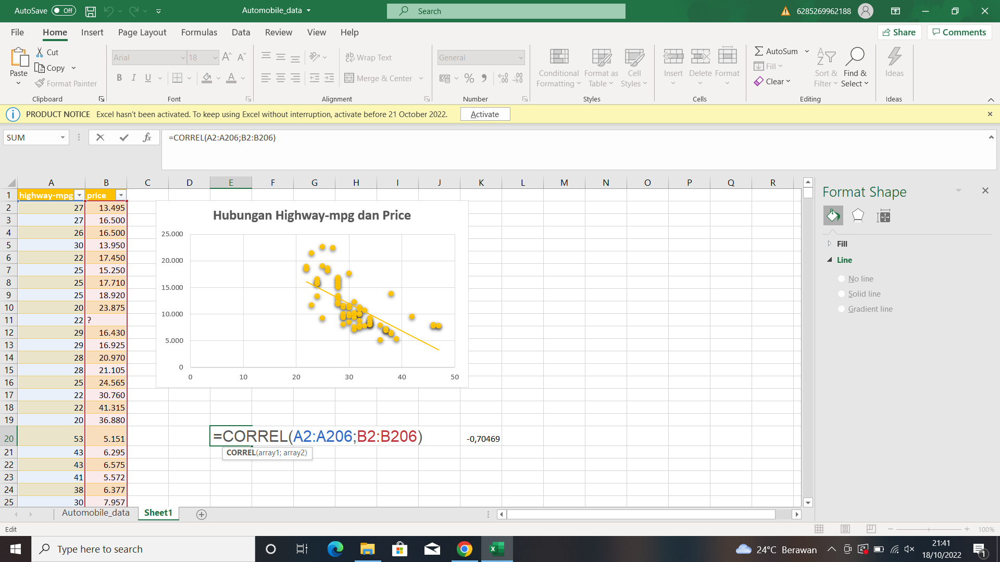 AutoSave Off Automobile_data Search 6285269962188
File Home Insert Page Layout Formulas Data Review View Help Share Comments
Paste Cut Copy Format Painter Clipboard
Arial 18 B I U Font
Wrap Text Merge & Center Alignment
General % Number
Conditional Formatting Format as Table Cell Styles Styles
Insert Delete Format Cells
AutoSum Fill Clear Sort & Filter Find & Select Editing
Ideas Ideas
PRODUCT NOTICE Excel hasn't been activated. To keep using Excel without interruption, activate before 21 October 2022. Activate
SUM fx =CORREL(A2:A206;B2:B206)
A B C D E F G H I J K L M N O P Q R
1 highway-mpg price
2 27 13.495
3 27 16.500
4 26 16.500
5 30 13.950
6 22 17.450
7 25 15.250
8 25 17.710
9 25 18.920
10 20 23.875
11 22 ?
12 29 16.430
13 29 16.925
14 28 20.970
15 28 21.105
16 25 24.565
17 22 30.760
18 22 41.315
19 20 36.880
20 53 5.151 =CORREL(A2:A206;B2:B206) -0,70469
CORREL(array1; array2)
21 43 6.295
22 43 6.575
23 41 5.572
24 38 6.377
25 30 7.957
Hubungan Highway-mpg dan Price
25.000
20.000
15.000
10.000
5.000
0
0 10 20 30 40 50
Format Shape
Fill
Line
No line
Solid line
Gradient line
Automobile_data Sheet1
Edit 100%
Type here to search 24°C Berawan 21:41
18/10/2022 1